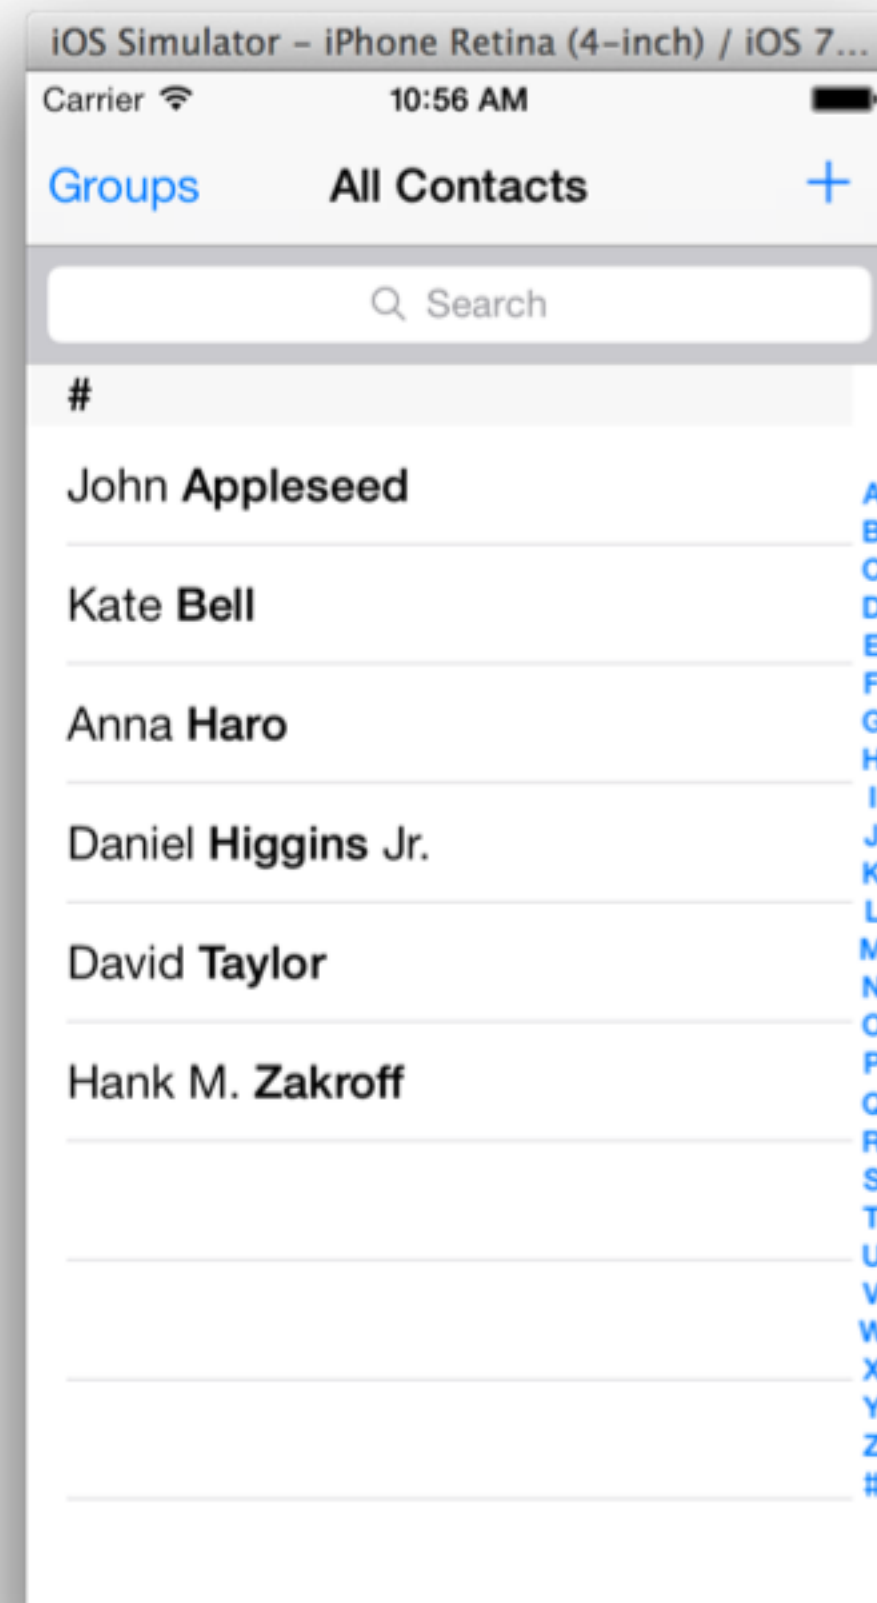 iOS Simulator – iPhone Retina (4-inch) / iOS 7...
Carrier 10:56 AM
Groups All Contacts +
Search
#
John Appleseed
Kate Bell
Anna Haro
Daniel Higgins Jr.
David Taylor
Hank M. Zakroff
A
B
C
D
E
F
G
H
I
J
K
L
M
N
O
P
Q
R
S
T
U
V
W
X
Y
Z
#